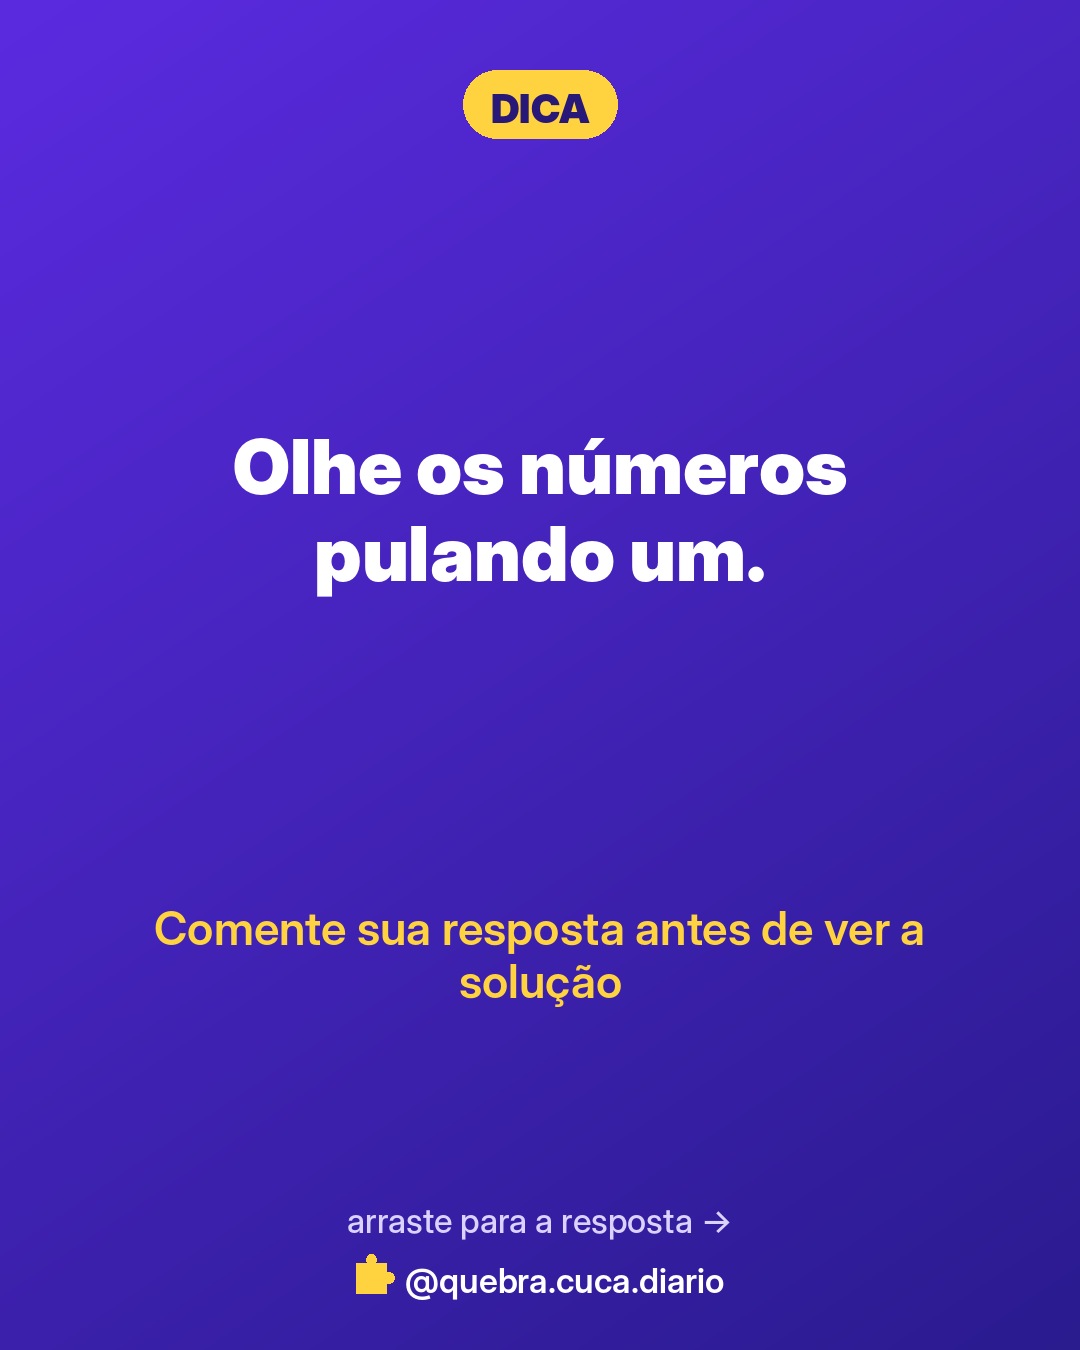 DICA
Olhe os números
pulando um.
Comente sua resposta antes de ver a
solução
arraste para a resposta →
@quebra.cuca.diario